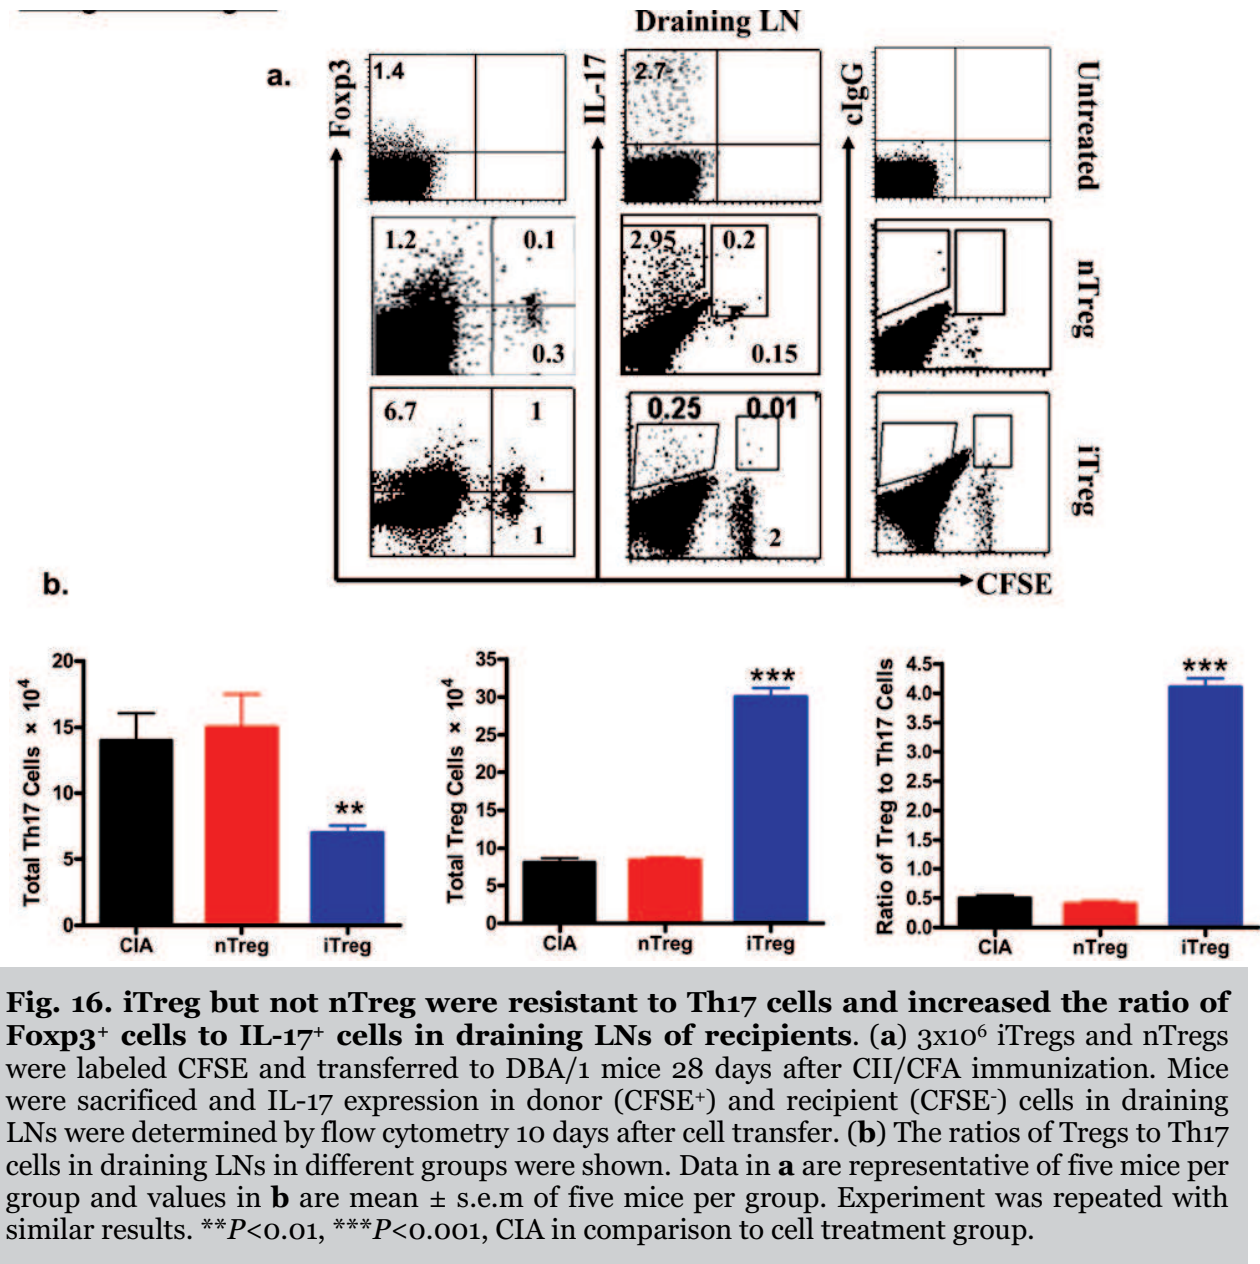 Draining LN
a.
Foxp3
IL-17
cIgG
1.4
2.7
Untreated
1.2
0.1
0.3
2.95
0.2
0.15
nTreg
6.7
1
1
0.25
0.01
2
iTreg
CFSE
b.
Total Th17 Cells × 10⁴
20
15
10
5
0
**
CIA
nTreg
iTreg
Total Treg Cells × 10⁴
35
30
25
20
15
10
5
0
***
CIA
nTreg
iTreg
Ratio of Treg to Th17 Cells
4.5
4.0
3.5
3.0
2.5
2.0
1.5
1.0
0.5
0.0
***
CIA
nTreg
iTreg
Fig. 16. iTreg but not nTreg were resistant to Th17 cells and increased the ratio of
Foxp3⁺ cells to IL-17⁺ cells in draining LNs of recipients. (a) 3x10⁶ iTregs and nTregs
were labeled CFSE and transferred to DBA/1 mice 28 days after CII/CFA immunization. Mice
were sacrificed and IL-17 expression in donor (CFSE⁺) and recipient (CFSE⁻) cells in draining
LNs were determined by flow cytometry 10 days after cell transfer. (b) The ratios of Tregs to Th17
cells in draining LNs in different groups were shown. Data in a are representative of five mice per
group and values in b are mean ± s.e.m of five mice per group. Experiment was repeated with
similar results. **P<0.01, ***P<0.001, CIA in comparison to cell treatment group.